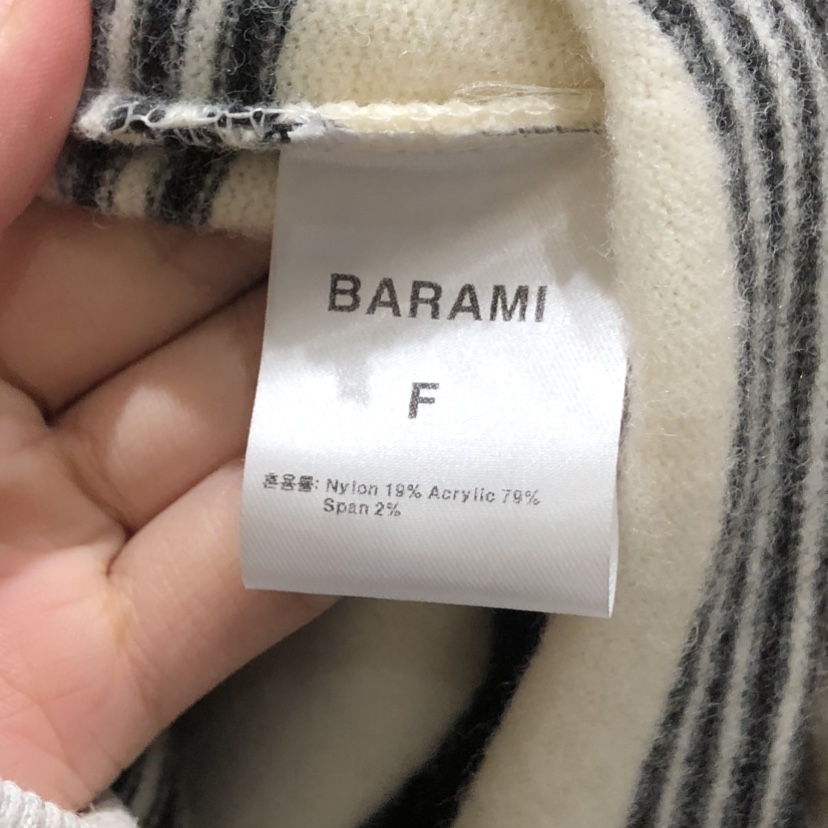 BARAMI
F
혼용률: Nylon 19% Acrylic 79%
Span 2%